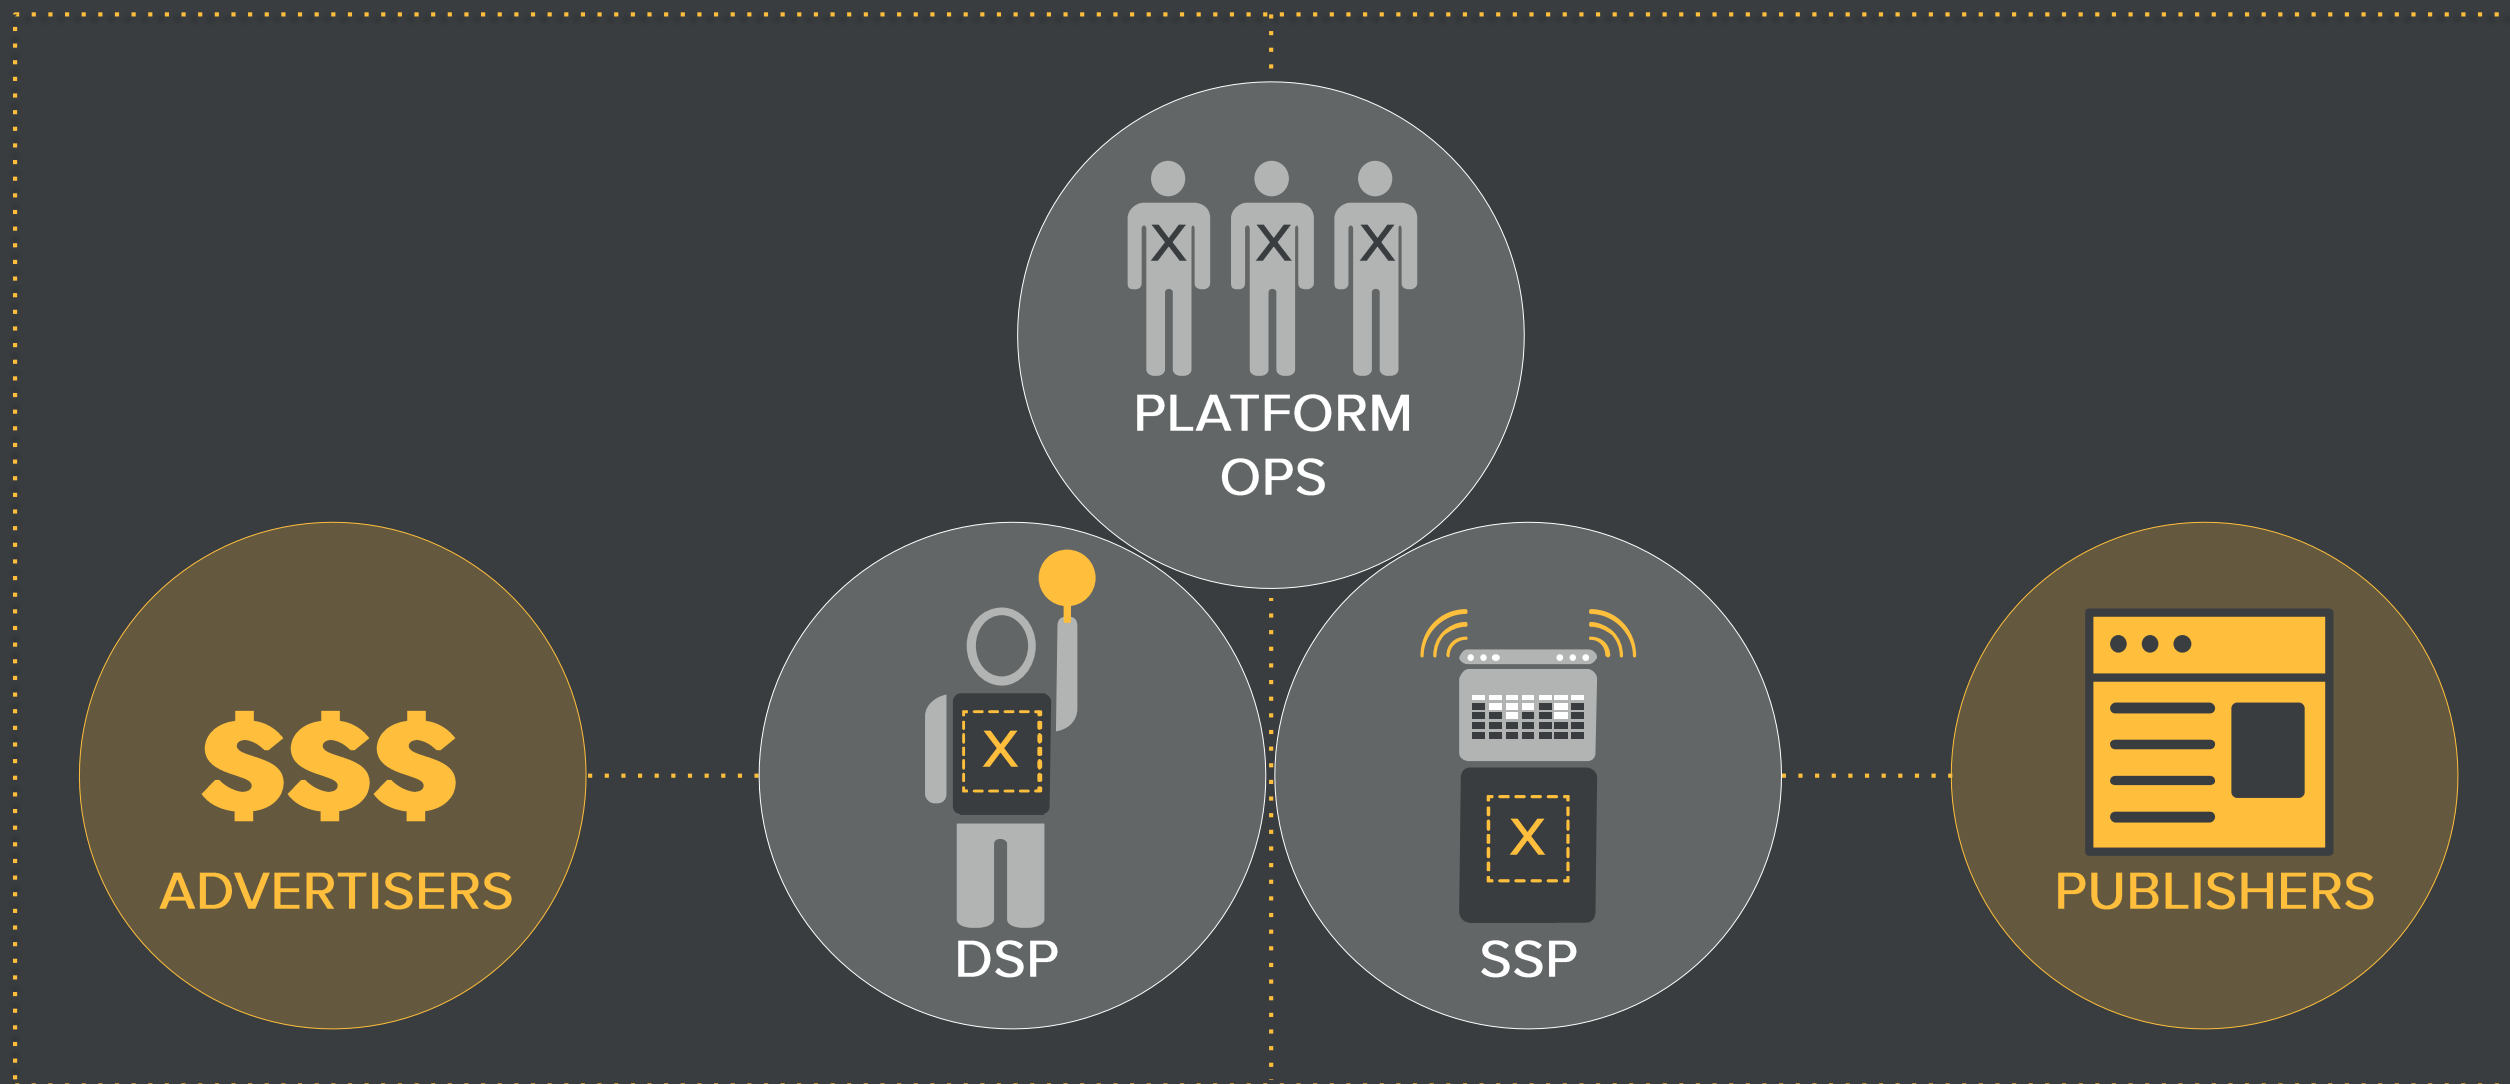 X X X
PLATFORM
OPS
$$$
ADVERTISERS
X
DSP
X
SSP
PUBLISHERS